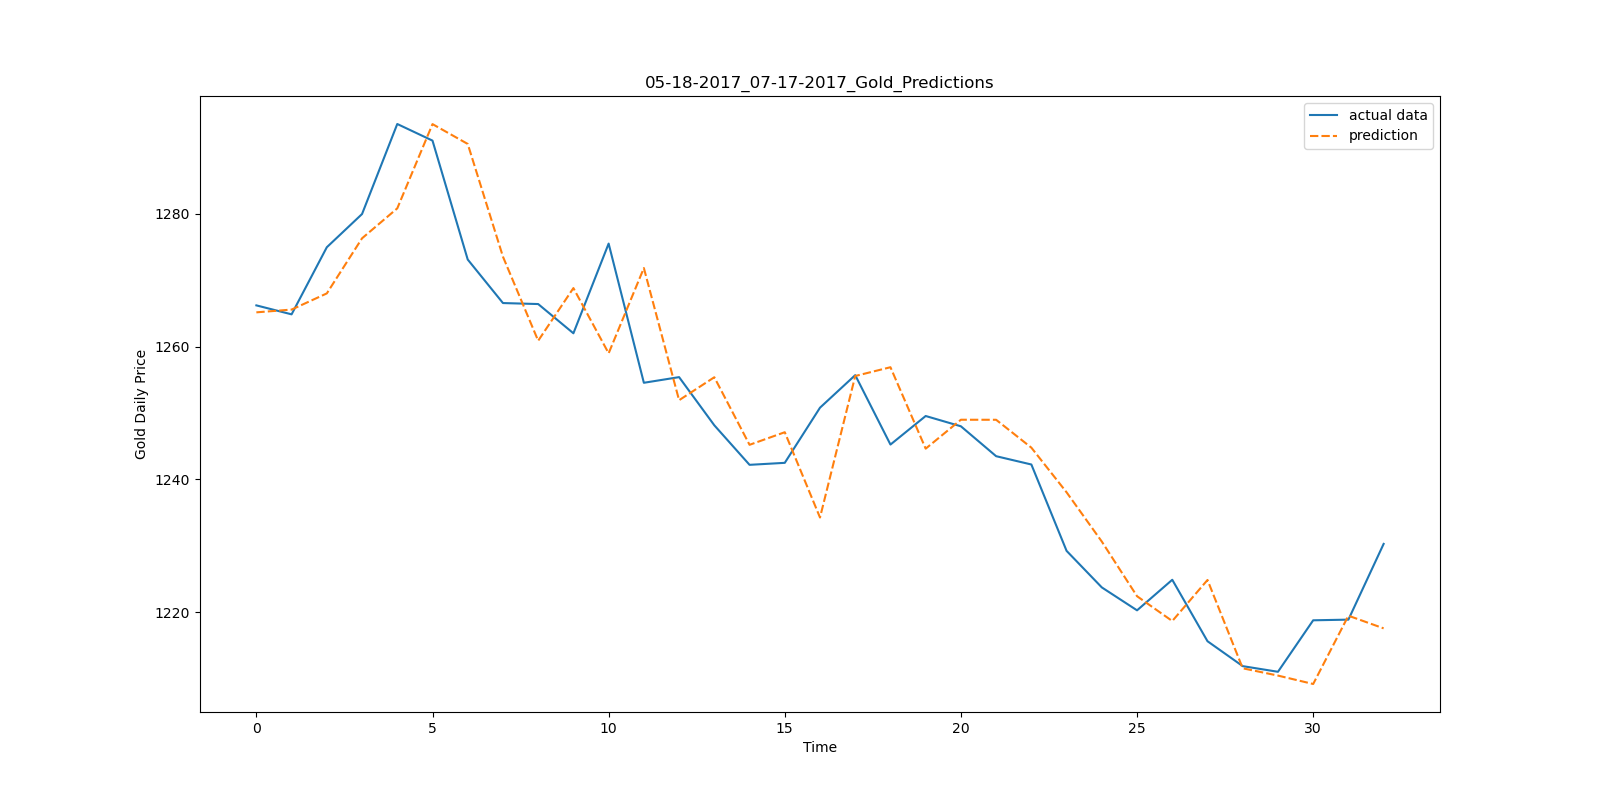 05-18-2017_07-17-2017_Gold_Predictions
actual data
prediction
Gold Daily Price
1280
1260
1240
1220
0 5 10 15 20 25 30
Time